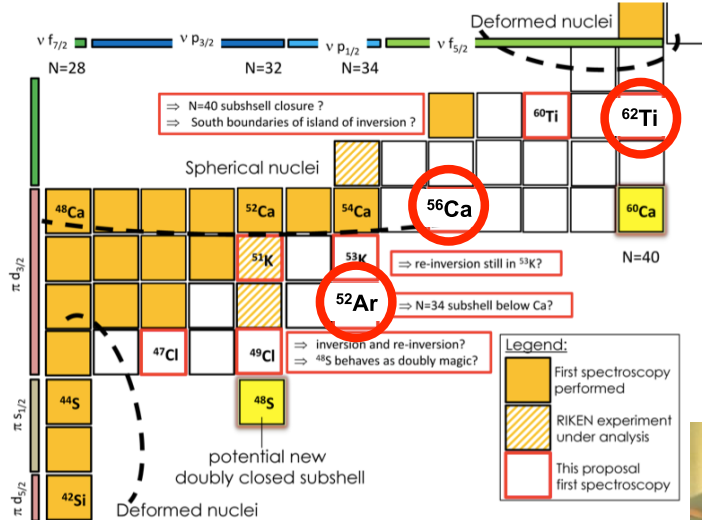 Deformed nuclei
ν f7/2
ν p3/2
ν p1/2
ν f5/2
N=28
N=32
N=34
⇒ N=40 subshsell closure ?
⇒ South boundaries of island of inversion ?
60Ti
62Ti
Spherical nuclei
48Ca
52Ca
54Ca
56Ca
60Ca
51K
53K
⇒ re-inversion still in 53K?
N=40
π d3/2
52Ar
⇒ N=34 subshell below Ca?
47Cl
49Cl
⇒ inversion and re-inversion?
⇒ 48S behaves as doubly magic?
Legend:
First spectroscopy
performed
RIKEN experiment
under analysis
This proposal
first spectroscopy
π s1/2
44S
48S
potential new
doubly closed subshell
π d5/2
42Si
Deformed nuclei